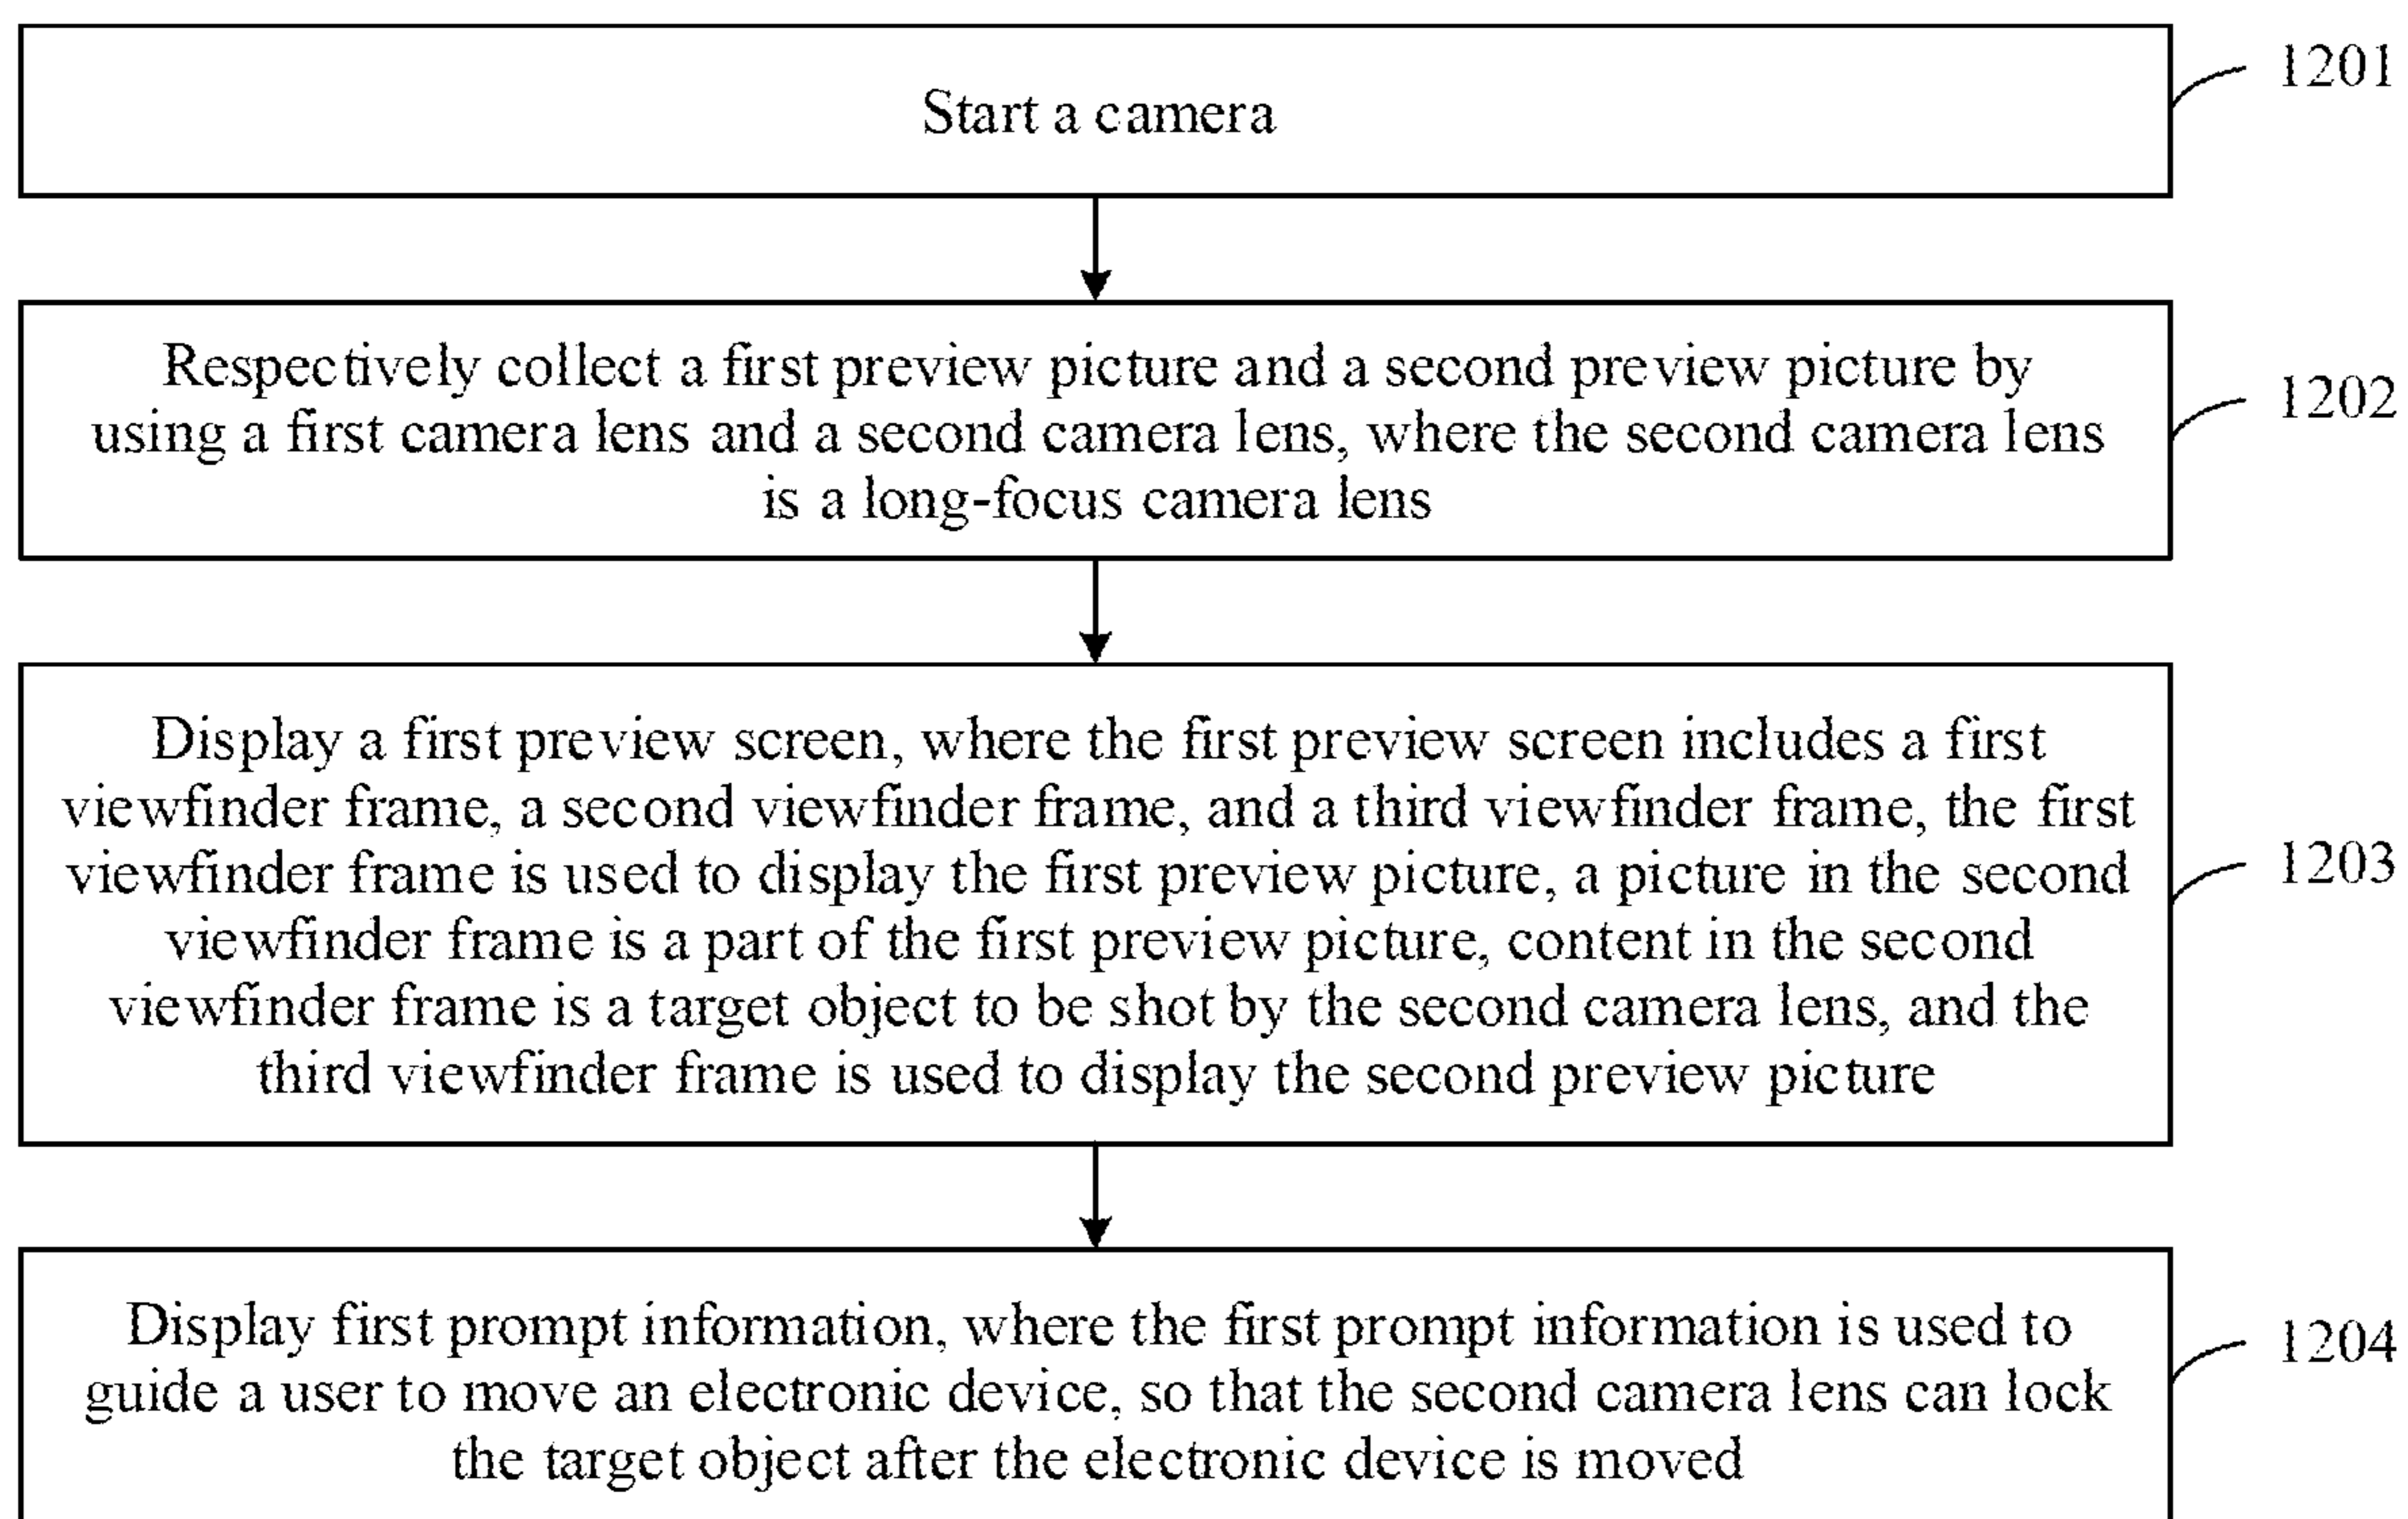 Start a camera
1201
Respectively collect a first preview picture and a second preview picture by
using a first camera lens and a second camera lens, where the second camera lens
is a long-focus camera lens
1202
Display a first preview screen, where the first preview screen includes a first
viewfinder frame, a second viewfinder frame, and a third viewfinder frame, the first
viewfinder frame is used to display the first preview picture, a picture in the second
viewfinder frame is a part of the first preview picture, content in the second
viewfinder frame is a target object to be shot by the second camera lens, and the
third viewfinder frame is used to display the second preview picture
1203
Display first prompt information, where the first prompt information is used to
guide a user to move an electronic device, so that the second camera lens can lock
the target object after the electronic device is moved
1204